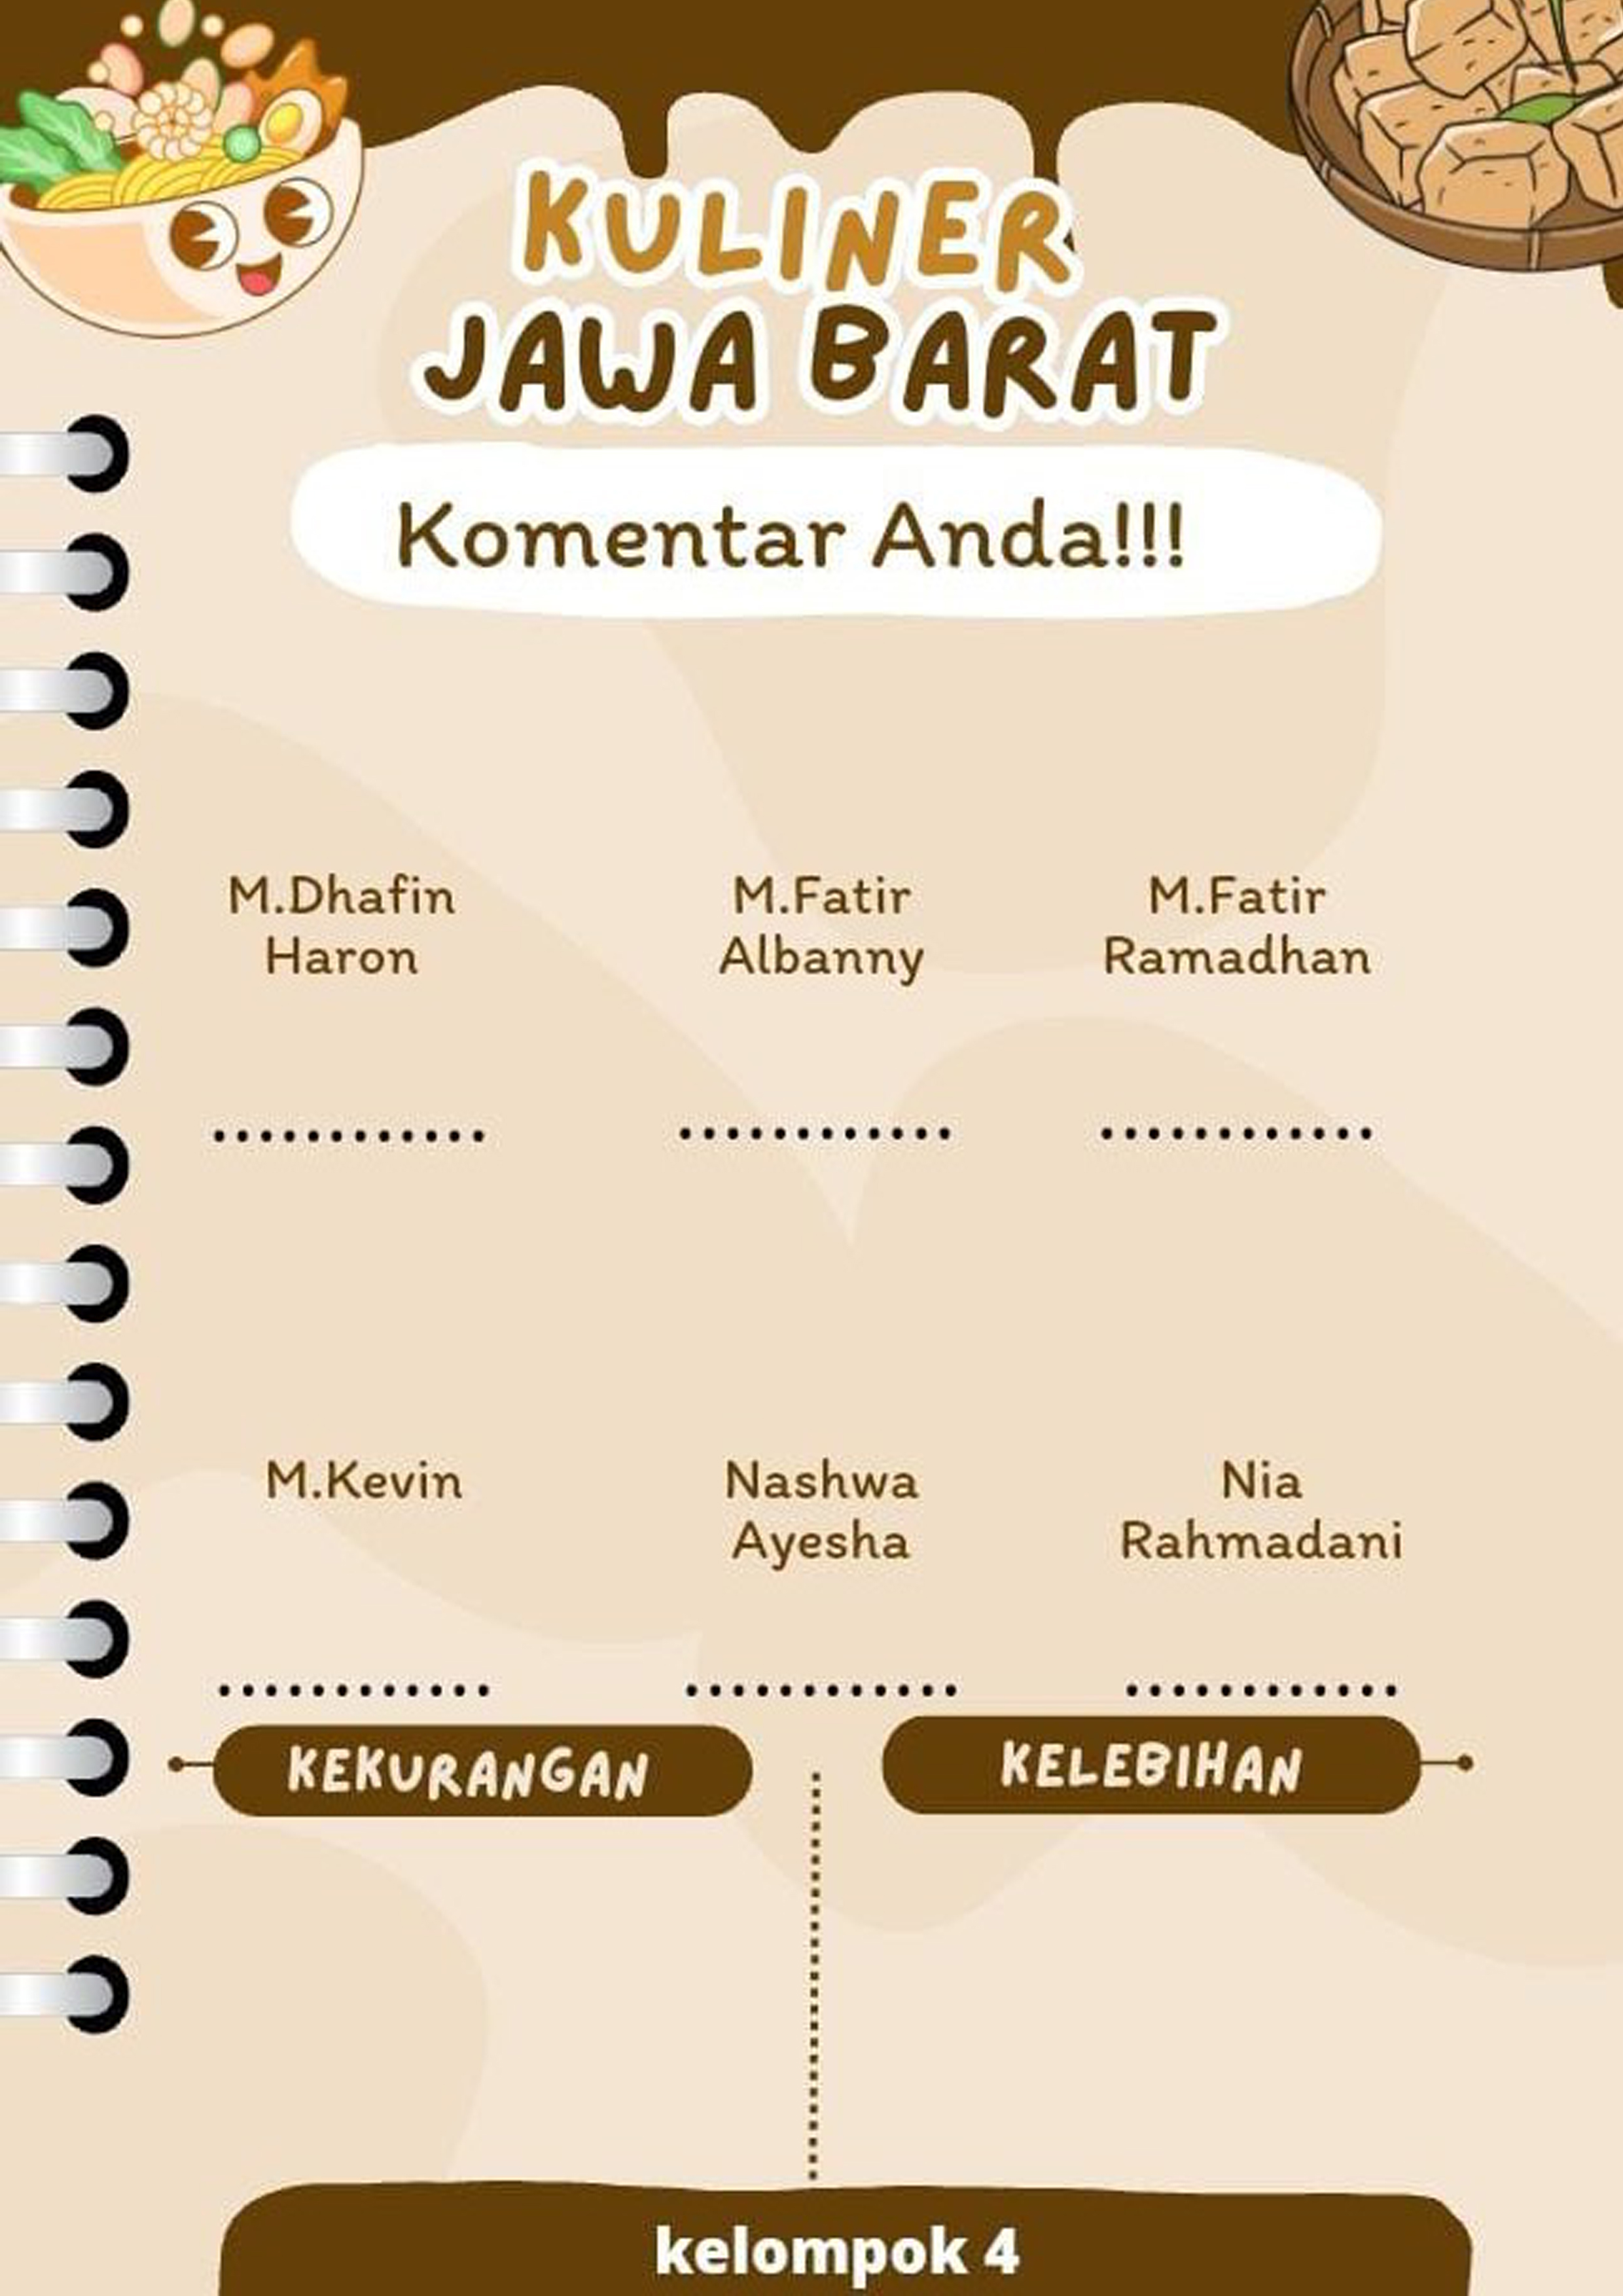 KULINER
JAWA BARAT
Komentar Anda!!!
M.Dhafin
Haron
M.Fatir
Albanny
M.Fatir
Ramadhan
............
............
............
M.Kevin
Nashwa
Ayesha
Nia
Rahmadani
............
............
............
KEKURANGAN
KELEBIHAN
kelompok 4